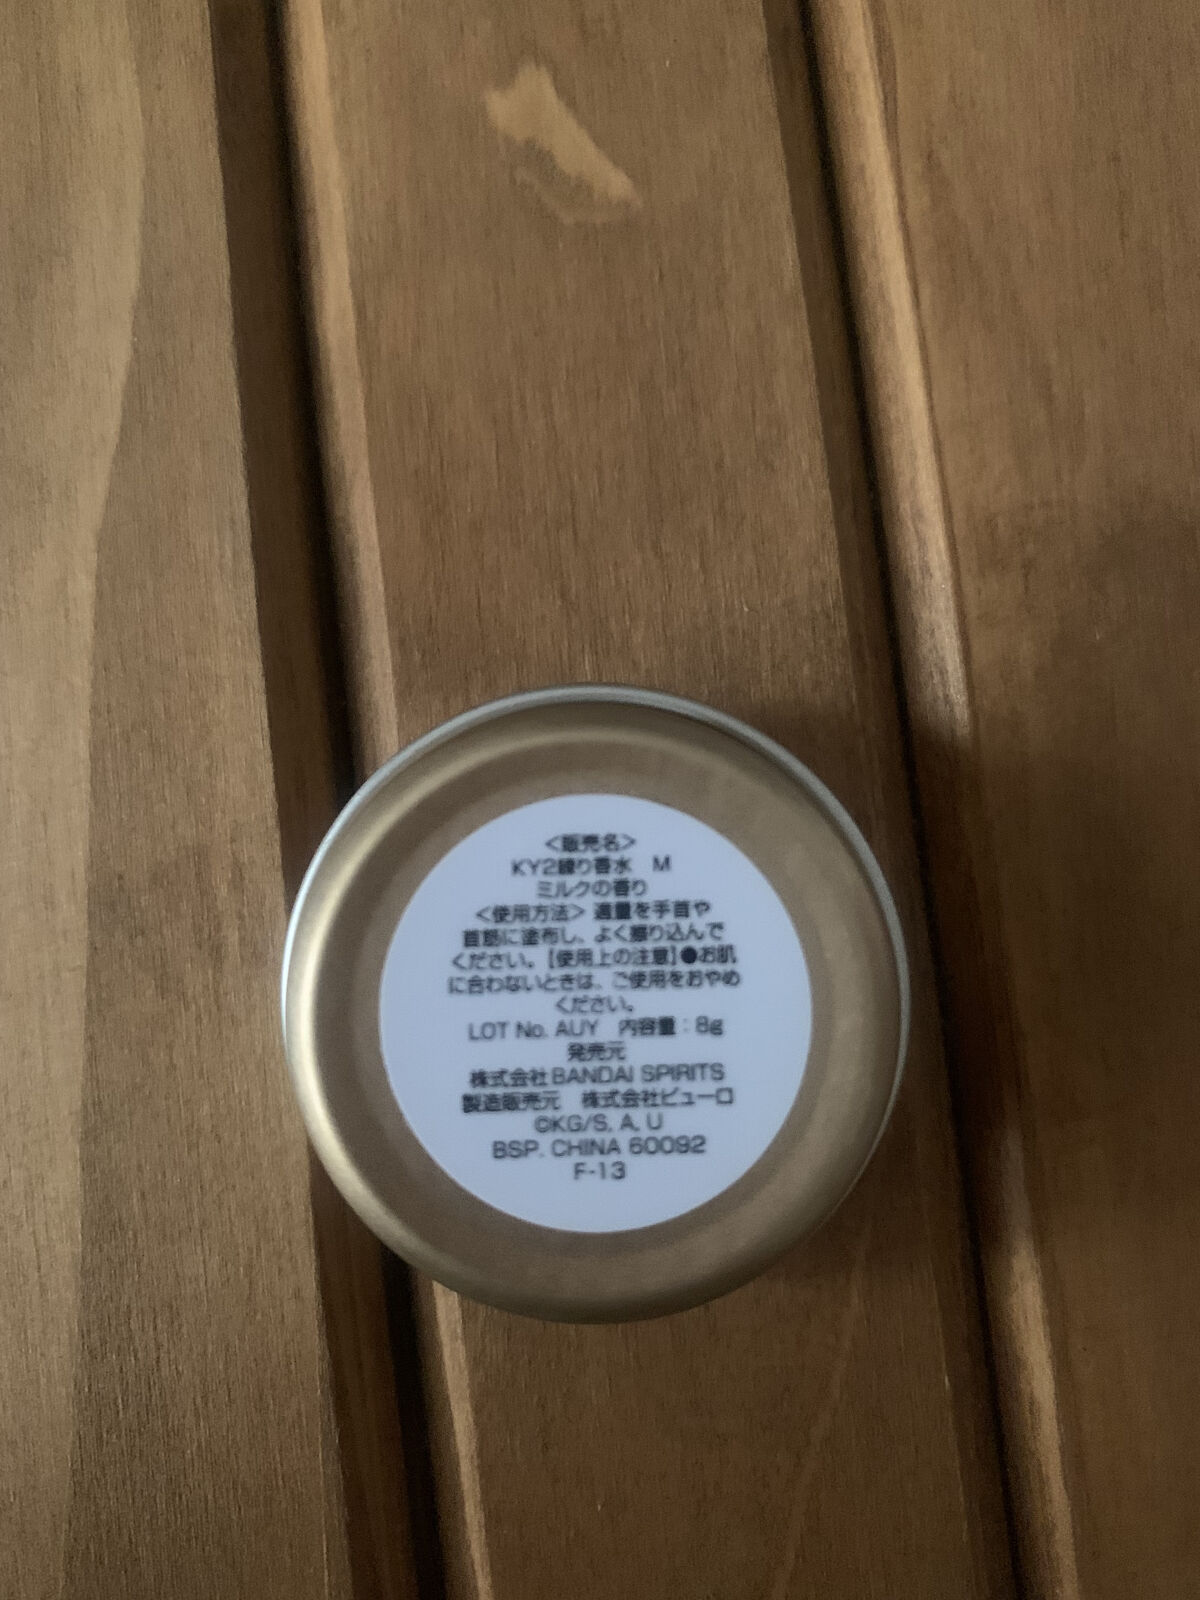 ＜販売名＞
KY2練り香水　M
ミルクの香り
＜使用方法＞ 適量を手首や
首筋に塗布し、よく擦り込んで
ください。【使用上の注意】●お肌
に合わないときは、ご使用をおやめ
ください。
LOT No. AUY　内容量：8g
発売元
株式会社BANDAI SPIRITS
製造販売元　株式会社ピューロ
©KG/S, A, U
BSP. CHINA 60092
F-13